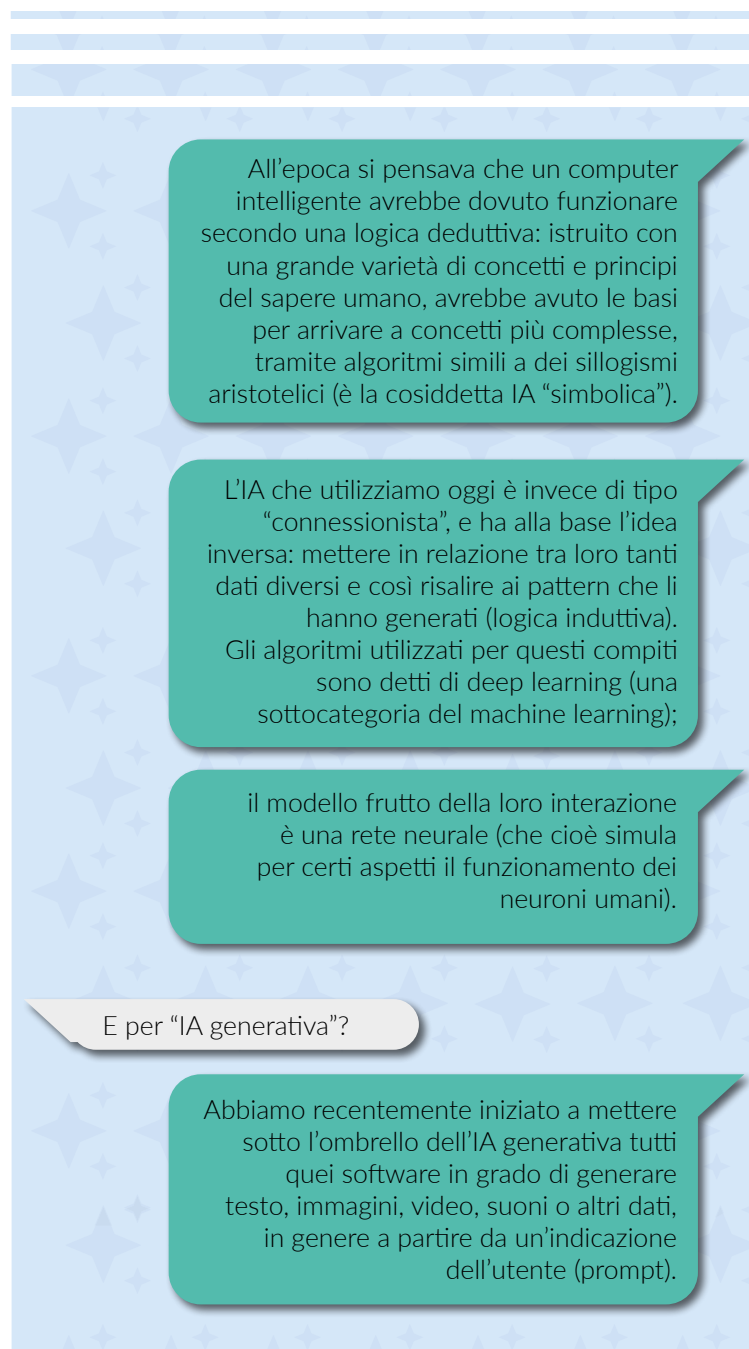 All’epoca si pensava che un computer
intelligente avrebbe dovuto funzionare
secondo una logica deduttiva: istruito con
una grande varietà di concetti e principi
del sapere umano, avrebbe avuto le basi
per arrivare a concetti più complesse,
tramite algoritmi simili a dei sillogismi
aristotelici (è la cosiddetta IA “simbolica”).
L’IA che utilizziamo oggi è invece di tipo
“connessionista”, e ha alla base l’idea
inversa: mettere in relazione tra loro tanti
dati diversi e così risalire ai pattern che li
hanno generati (logica induttiva).
Gli algoritmi utilizzati per questi compiti
sono detti di deep learning (una
sottocategoria del machine learning);
il modello frutto della loro interazione
è una rete neurale (che cioè simula
per certi aspetti il funzionamento dei
neuroni umani).
E per “IA generativa”?
Abbiamo recentemente iniziato a mettere
sotto l’ombrello dell’IA generativa tutti
quei software in grado di generare
testo, immagini, video, suoni o altri dati,
in genere a partire da un’indicazione
dell’utente (prompt).